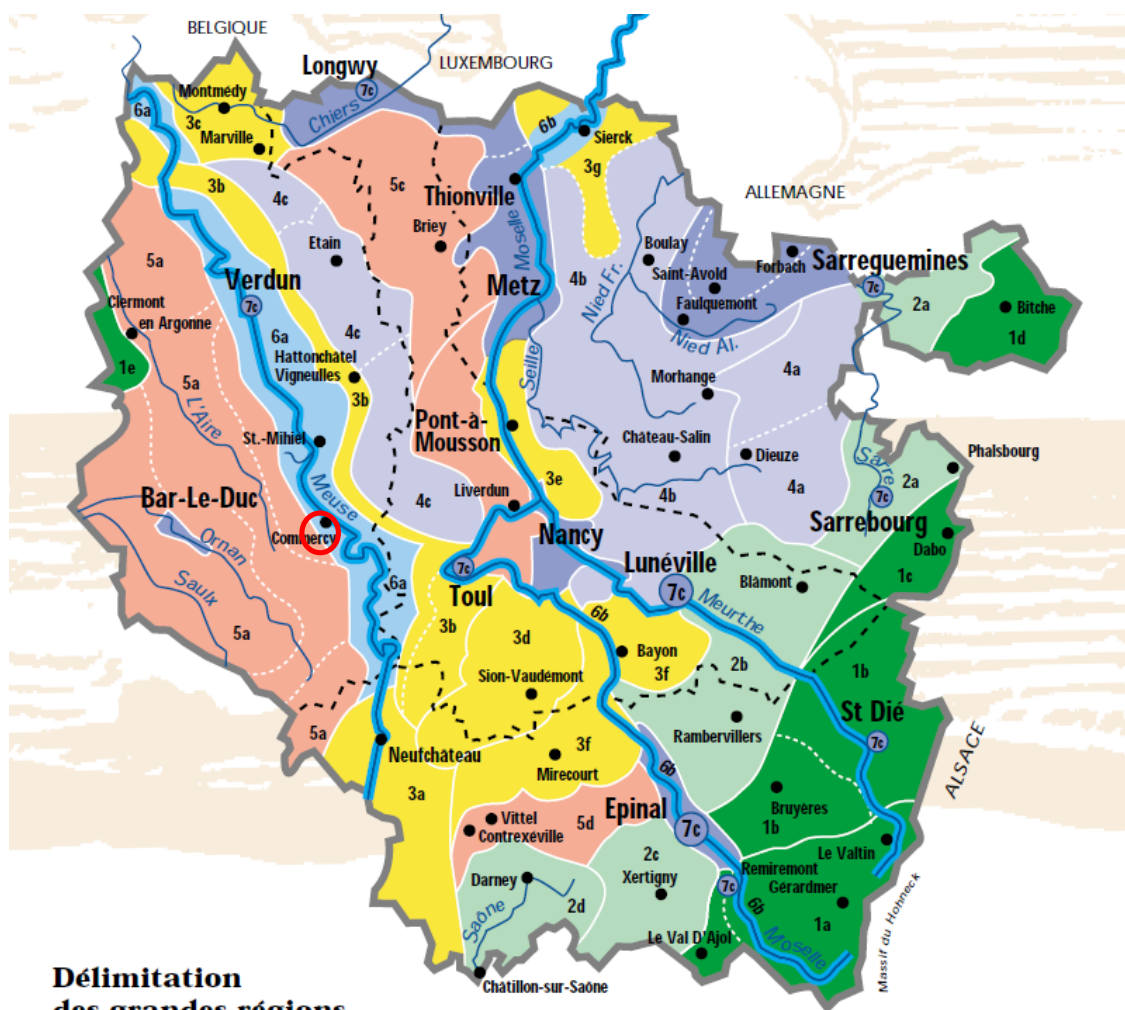 BELGIQUE
LUXEMBOURG
Longwy
7c
Montmédy
6a
3c
Chiers
Marville
6b
Sierck
3g
3b
4c
5c
Thionville
Moselle
ALLEMAGNE
Briey
Etain
Boulay
Forbach
Saint-Avold
Sarreguemines
7c
5a
Verdun
7c
Metz
4b
Nied Fr.
Faulquemont
2a
Bitche
1d
Clermont
en Argonne
6a
4c
Nied Al.
Hattonchâtel
Vigneulles
1e
5a
3b
Seille
Morhange
4a
L'Aire
Pont-à-
Mousson
St.-Mihiel
Château-Salin
Dieuze
Sarre
Phalsbourg
2a
Bar-Le-Duc
Meuse
Liverdun
3e
4c
4b
4a
7c
Sarrebourg
Commercy
Ornan
Nancy
Dabo
Saulx
7c
Toul
Lunéville
7c
Blâmont
1c
6a
6b
Meurthe
5a
3b
3d
Bayon
3f
2b
1b
Sion-Vaudémont
St Dié
7c
Rambervillers
5a
Neufchâteau
3f
Mirecourt
6b
ALSACE
3a
Vittel
Contrexéville
5d
Epinal
7c
Bruyères
1b
Le Valtin
2c
Xertigny
Remiremont
7c
Gérardmer
Darney
2d
6b
1a
Saône
Le Val D'Ajol
Moselle
Massif du Hohneck
Châtillon-sur-Saône
Délimitation
des grandes régions